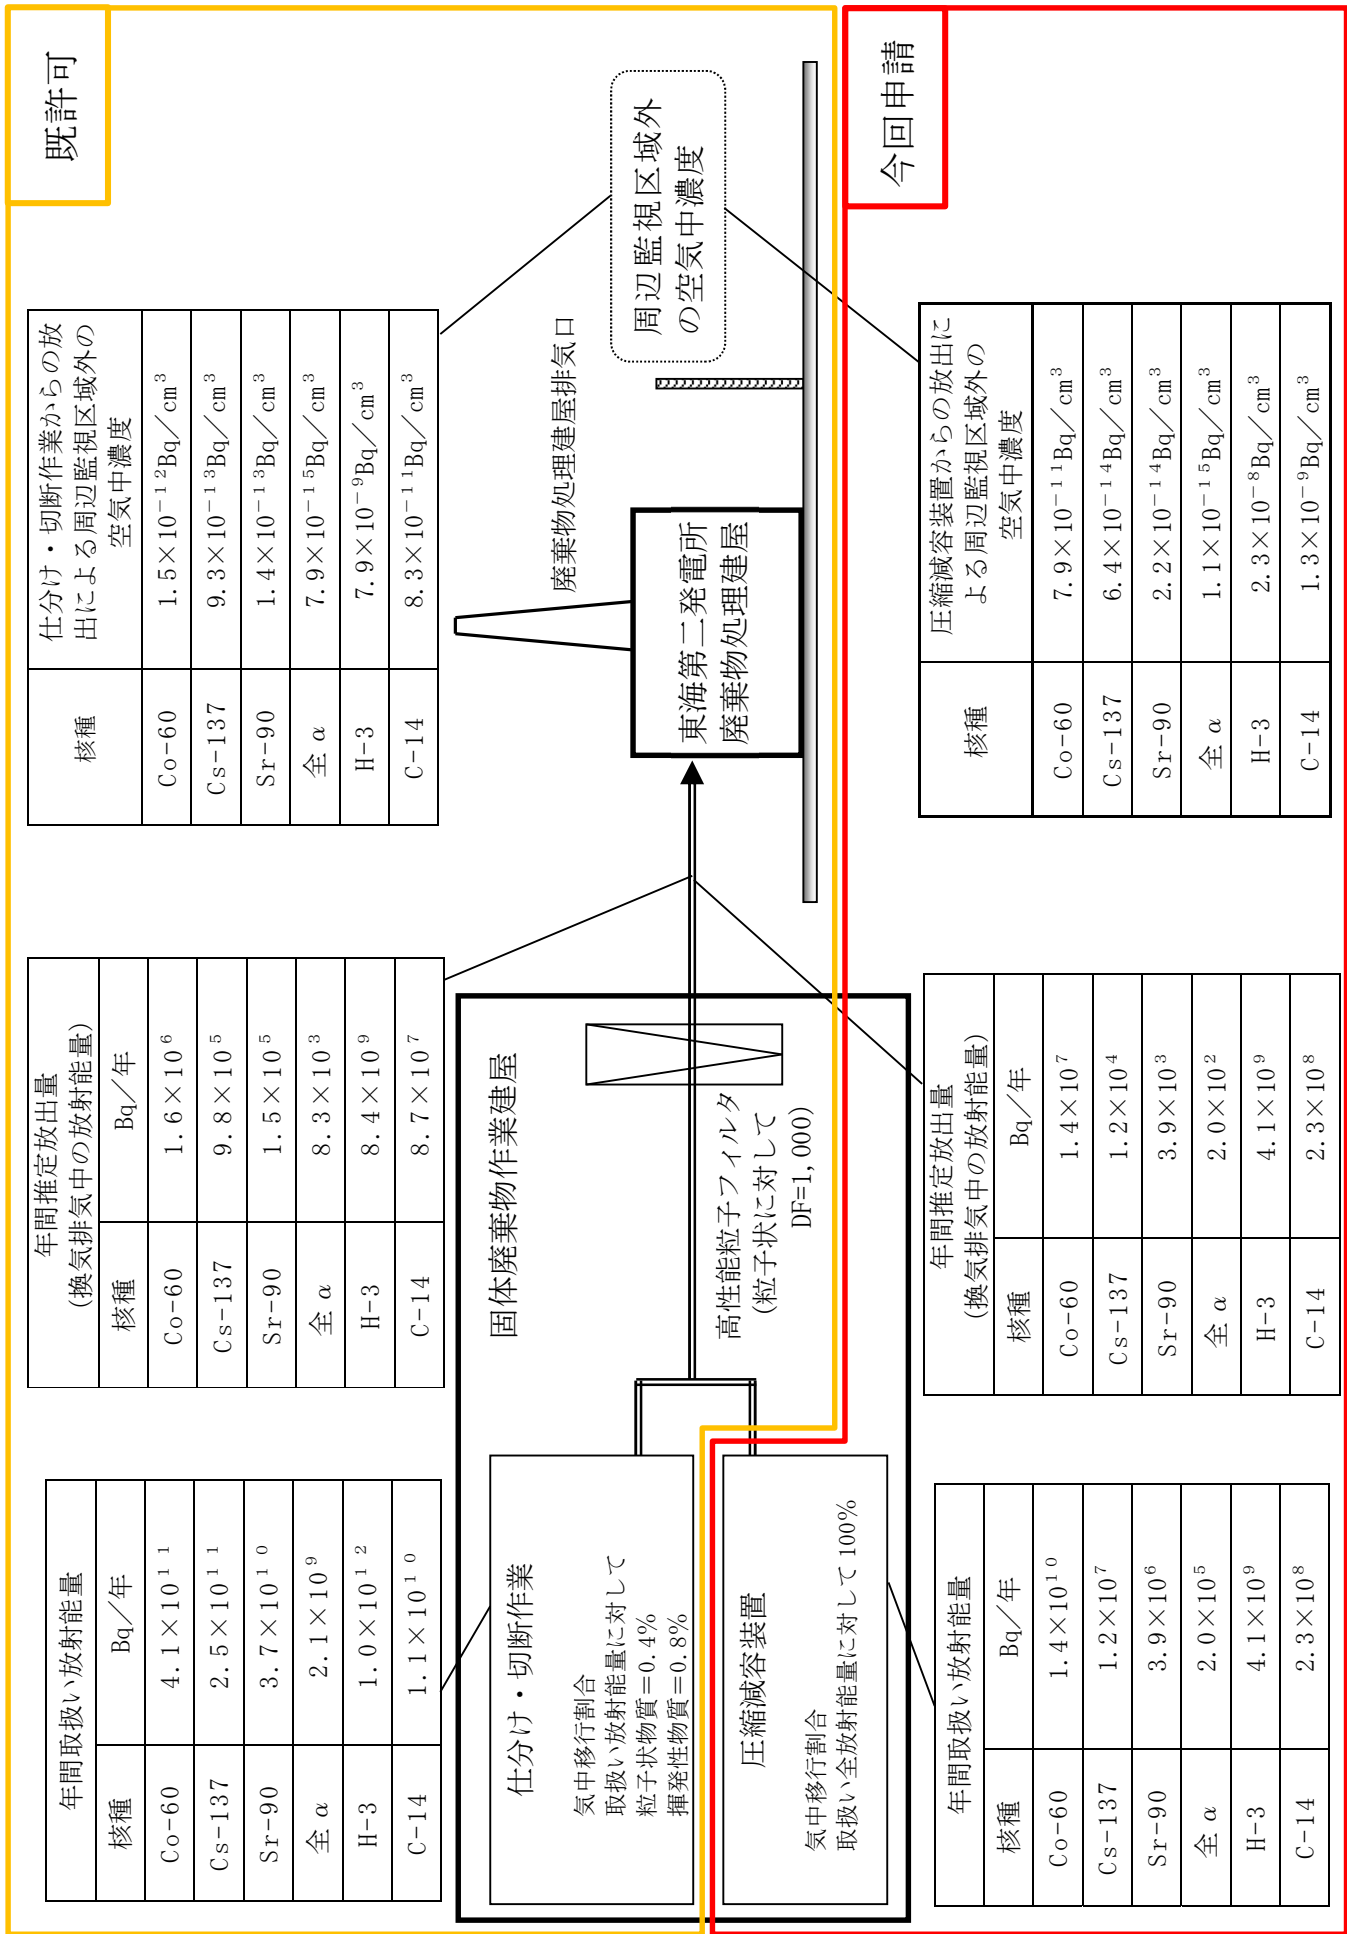 既許可
年間取扱い放射能量
核種 Bq／年
Co-60 4.1×10¹¹
Cs-137 2.5×10¹¹
Sr-90 3.7×10¹⁰
全α 2.1×10⁹
H-3 1.0×10¹²
C-14 1.1×10¹⁰
年間推定放出量
(換気排気中の放射能量)
核種 Bq／年
Co-60 1.6×10⁶
Cs-137 9.8×10⁵
Sr-90 1.5×10⁵
全α 8.3×10³
H-3 8.4×10⁹
C-14 8.7×10⁷
核種 仕分け・切断作業からの放
出による周辺監視区域外の
空気中濃度
Co-60 1.5×10⁻¹²Bq／cm³
Cs-137 9.3×10⁻¹³Bq／cm³
Sr-90 1.4×10⁻¹³Bq／cm³
全α 7.9×10⁻¹⁵Bq／cm³
H-3 7.9×10⁻⁹Bq／cm³
C-14 8.3×10⁻¹¹Bq／cm³
固体廃棄物作業建屋
仕分け・切断作業
気中移行割合
取扱い放射能量に対して
粒子状物質=0.4%
揮発性物質=0.8%
圧縮減容装置
気中移行割合
取扱い全放射能量に対して100%
高性能粒子フィルタ
(粒子状に対して
DF=1,000)
廃棄物処理建屋排気口
東海第二発電所
廃棄物処理建屋
周辺監視区域外
の空気中濃度
今回申請
年間取扱い放射能量
核種 Bq／年
Co-60 1.4×10¹⁰
Cs-137 1.2×10⁷
Sr-90 3.9×10⁶
全α 2.0×10⁵
H-3 4.1×10⁹
C-14 2.3×10⁸
年間推定放出量
(換気排気中の放射能量)
核種 Bq／年
Co-60 1.4×10⁷
Cs-137 1.2×10⁴
Sr-90 3.9×10³
全α 2.0×10²
H-3 4.1×10⁹
C-14 2.3×10⁸
核種 圧縮減容装置からの放出に
よる周辺監視区域外の
空気中濃度
Co-60 7.9×10⁻¹¹Bq／cm³
Cs-137 6.4×10⁻¹⁴Bq／cm³
Sr-90 2.2×10⁻¹⁴Bq／cm³
全α 1.1×10⁻¹⁵Bq／cm³
H-3 2.3×10⁻⁸Bq／cm³
C-14 1.3×10⁻⁹Bq／cm³